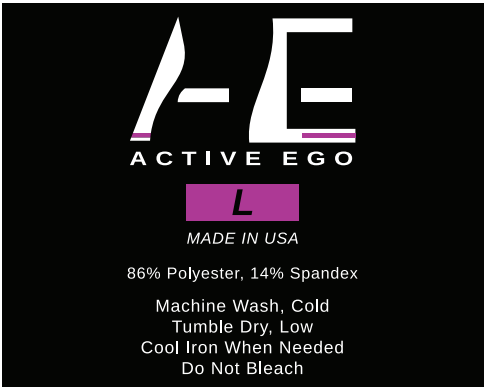 AE
ACTIVE EGO
L
MADE IN USA
86% Polyester, 14% Spandex
Machine Wash, Cold
Tumble Dry, Low
Cool Iron When Needed
Do Not Bleach